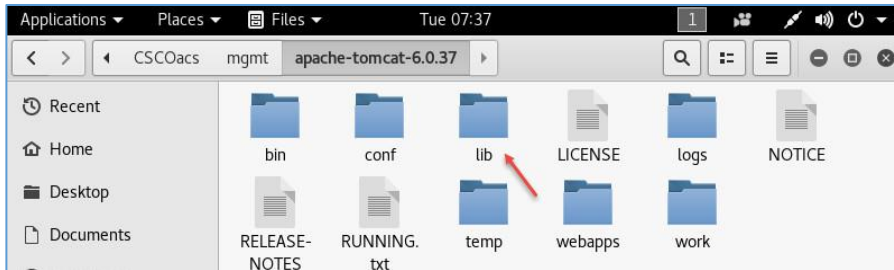 Applications Places Files Tue 07:37 1
CSCOacs mgmt apache-tomcat-6.0.37
Recent
Home
Desktop
Documents
bin conf lib LICENSE logs NOTICE
RELEASE-
NOTES
RUNNING.
txt
temp webapps work